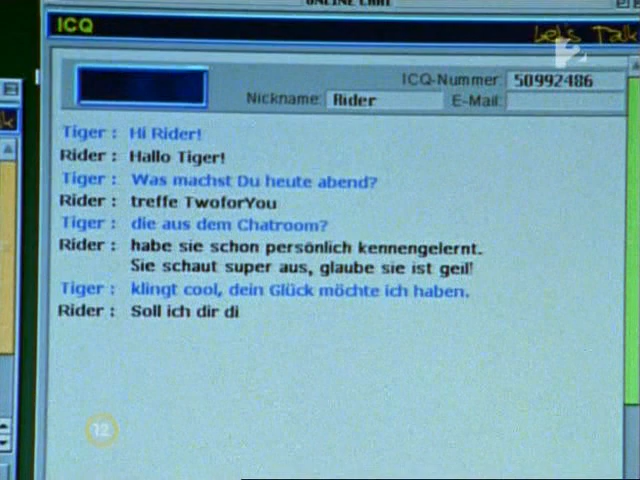 ONLINE CHAT
ICQ
Let's Talk
2
ICQ-Nummer: 50992486
Nickname: Rider E-Mail:
Tiger : Hi Rider!
Rider : Hallo Tiger!
Tiger : Was machst Du heute abend?
Rider : treffe TwoforYou
Tiger : die aus dem Chatroom?
Rider : habe sie schon persönlich kennengelernt.
Sie schaut super aus, glaube sie ist geil!
Tiger : klingt cool, dein Glück möchte ich haben.
Rider : Soll ich dir di
12